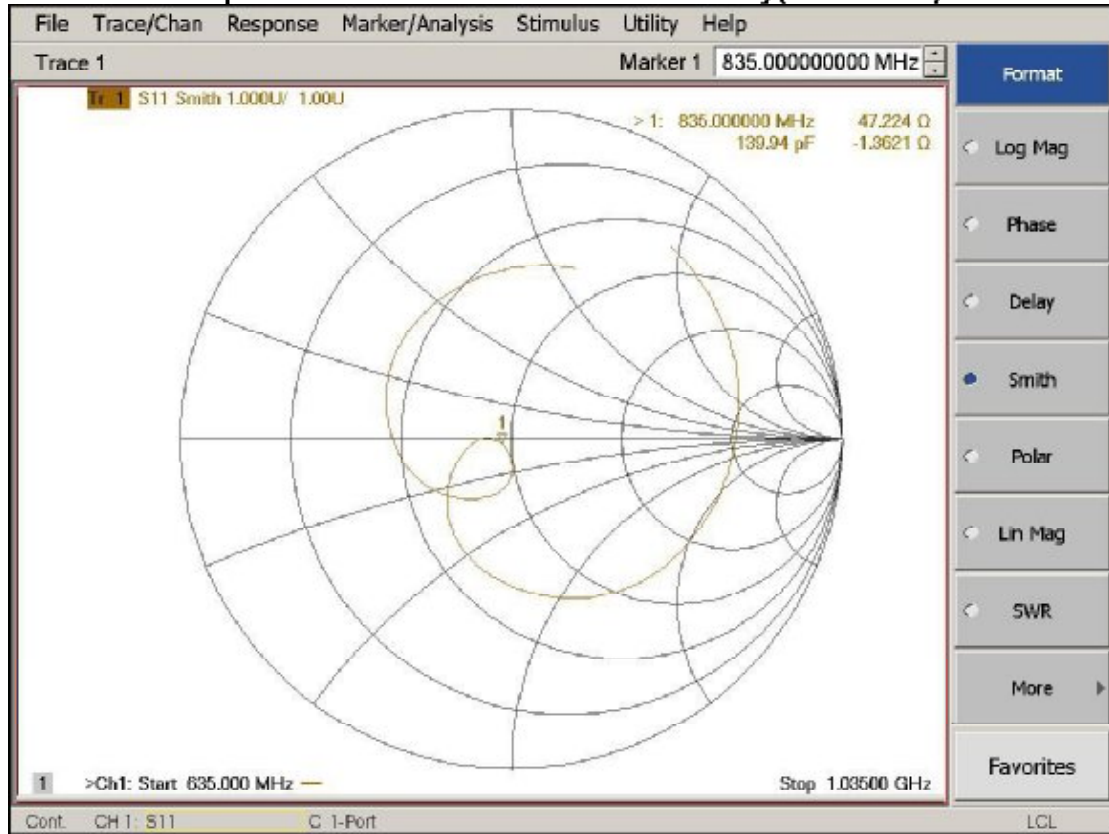 File Trace/Chan Response Marker/Analysis Stimulus Utility Help
Trace 1 Marker 1 835.000000000 MHz
Format
Tr 1 S11 Smith 1.000U/ 1.00U
> 1: 835.000000 MHz 47.224 Ω
139.94 pF -1.3621 Ω
Log Mag
Phase
Delay
Smith
1
Polar
Lin Mag
SWR
More
Favorites
1 >Ch1: Start 635.000 MHz Stop 1.03500 GHz
Cont. CH 1: S11 C 1-Port LCL